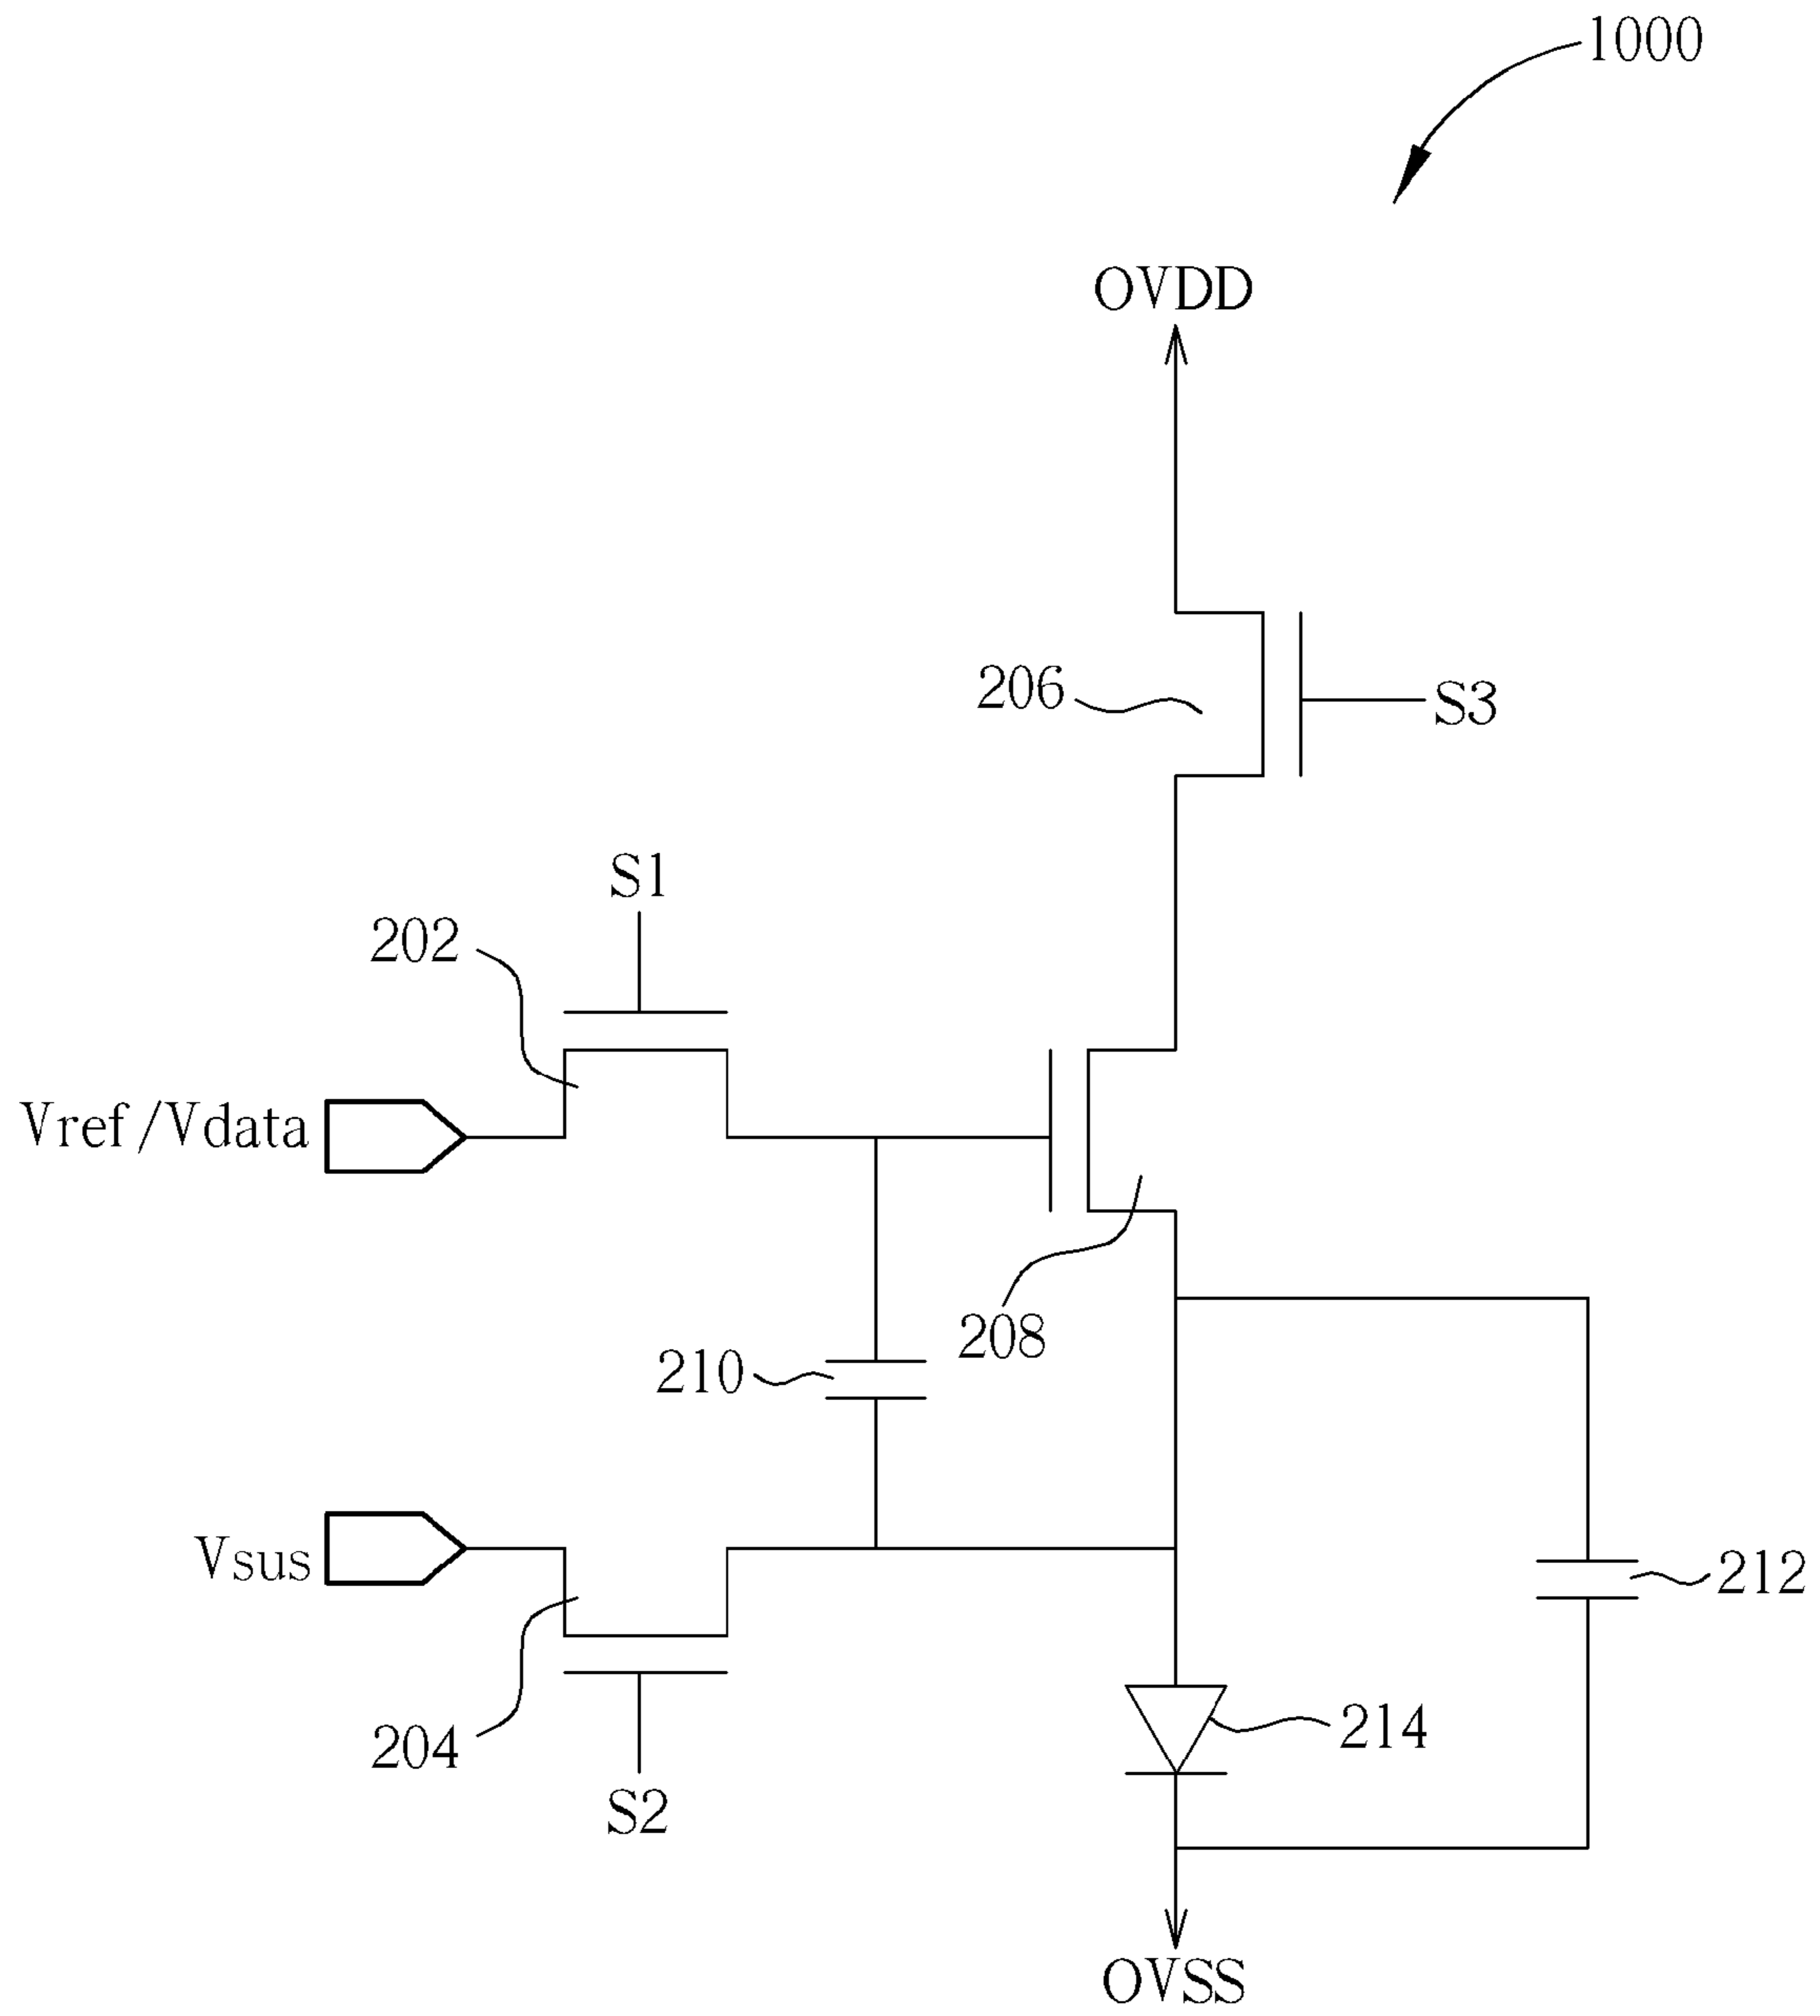 1000
OVDD
206
S3
S1
202
Vref/Vdata
208
210
Vsus
212
204
214
S2
OVSS